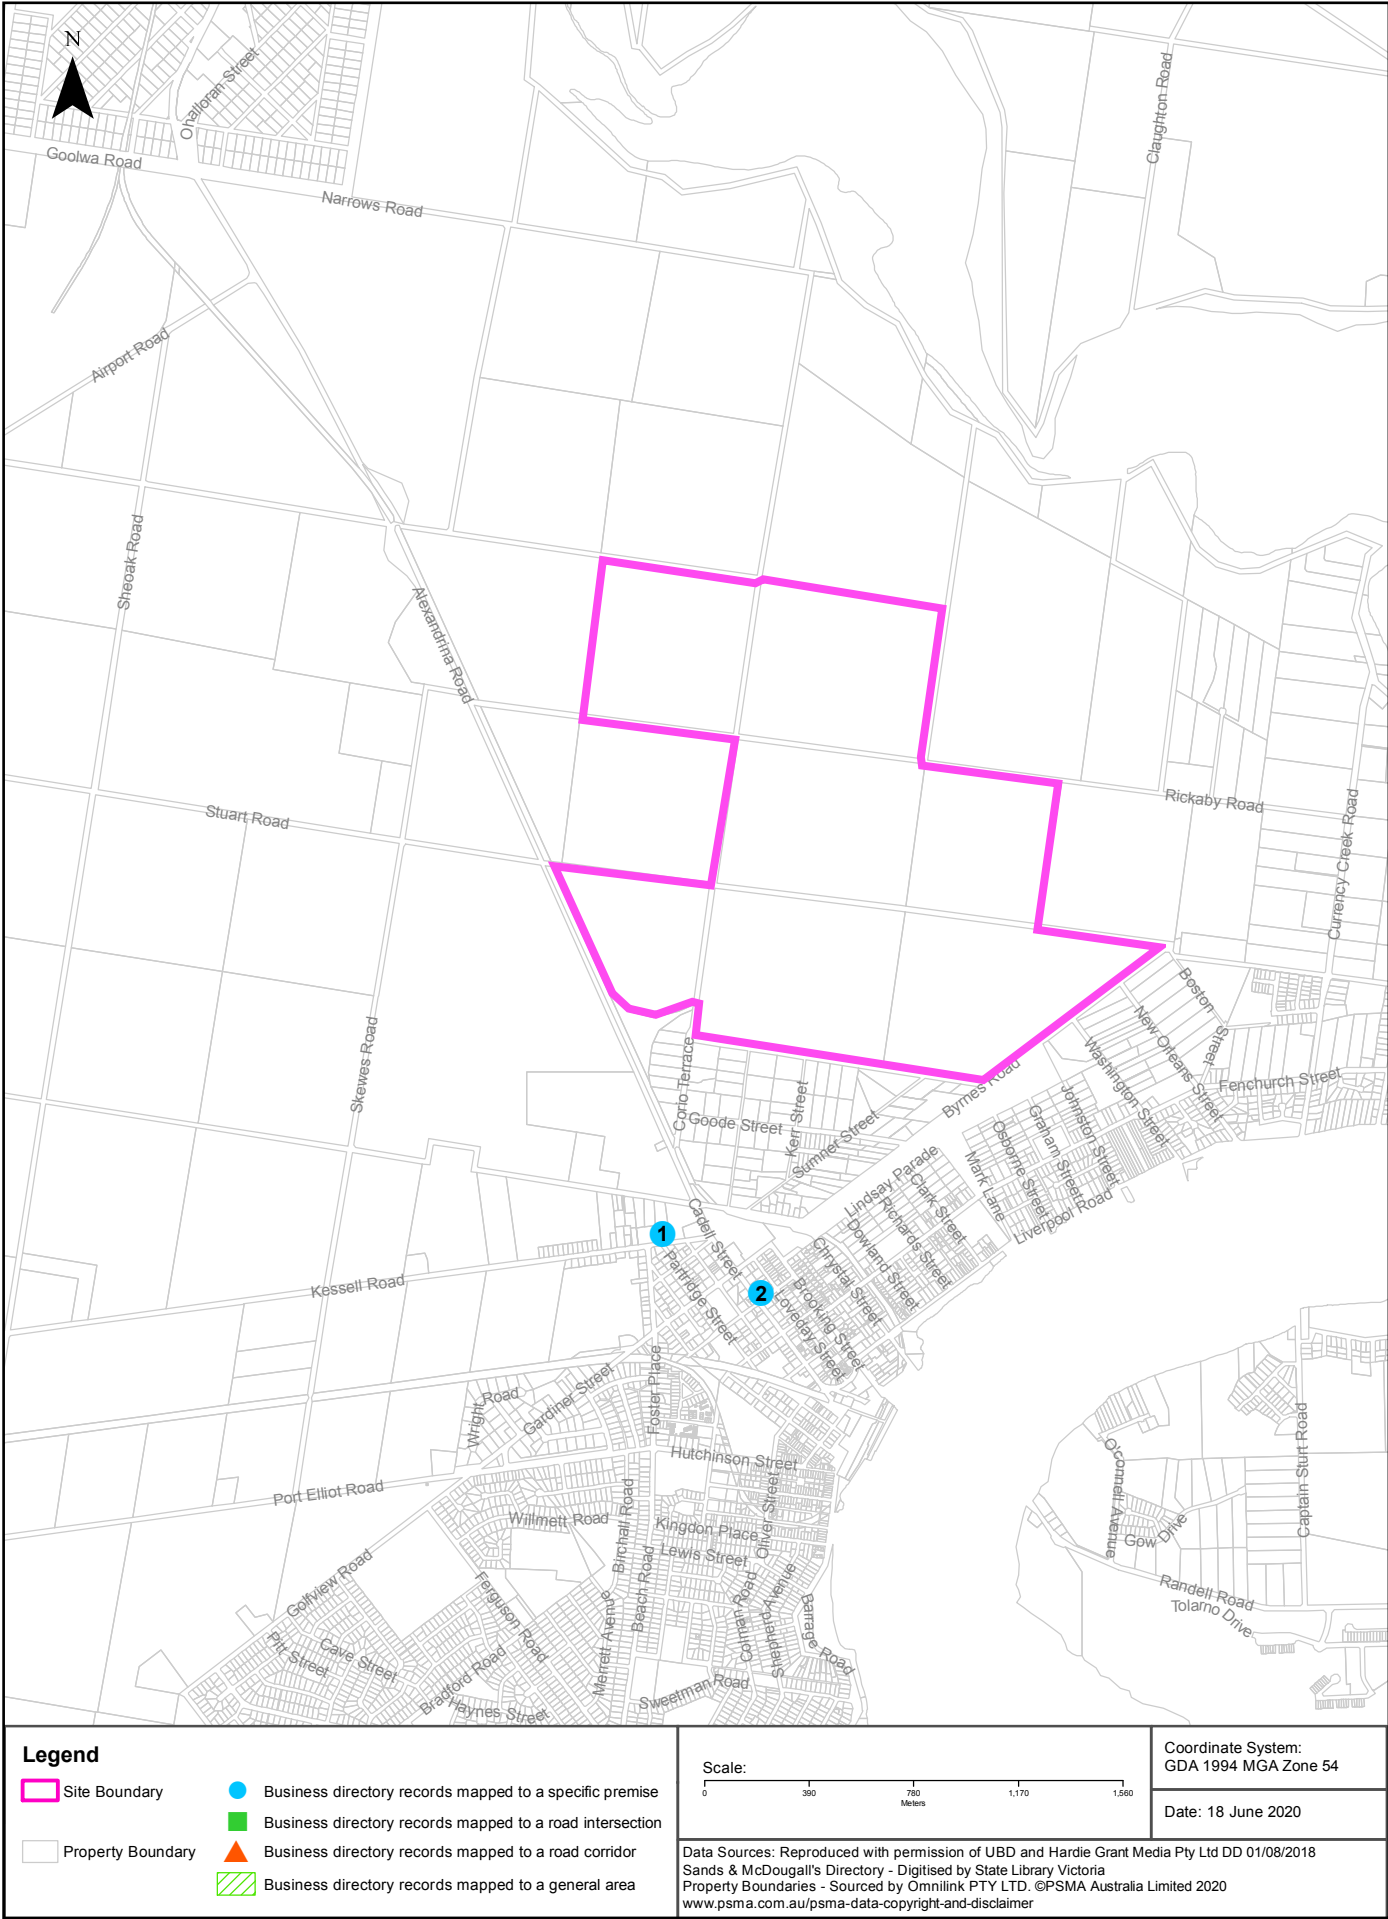 N
Ohalloran Street
Goolwa Road
Narrows Road
Claughton Road
Airport Road
Sheoak Road
Alexandrina Road
Stuart Road
Rickaby Road
Currency Creek Road
Skewes Road
Boston Street
New Orleans Street
Washington Street
Fenchurch Street
Corio Terrace
Goode Street
Kerr Street
Sumner Street
Byrnes Road
Johnston Street
Graham Street
Osborne Street
Mark Lane
Liverpool Road
Lindsay Parade
Clark Street
Richards Street
Dowland Street
Chrystal Street
Cadell Street
1
Partridge Street
2
Brooking Street
Loveday Street
Kessell Road
Foster Place
Wright Road
Gardiner Street
Hutchinson Street
Port Elliot Road
Oliver Street
Willmett Road
Birchall Road
Kingdon Place
Lewis Street
Beach Road
Golfview Road
Ferguson Road
Merrett Avenue
Colman Road
Shepherd Avenue
Barrage Road
Pitt Street
Cave Street
Bradford Road
Haynes Street
Sweetman Road
O'connell Avenue
Gow Drive
Captain Sturt Road
Randell Road
Tolarno Drive
Legend
Site Boundary
Property Boundary
Business directory records mapped to a specific premise
Business directory records mapped to a road intersection
Business directory records mapped to a road corridor
Business directory records mapped to a general area
Scale:
0 390 780 1,170 1,560
Meters
Coordinate System:
GDA 1994 MGA Zone 54
Date: 18 June 2020
Data Sources: Reproduced with permission of UBD and Hardie Grant Media Pty Ltd DD 01/08/2018
Sands & McDougall's Directory - Digitised by State Library Victoria
Property Boundaries - Sourced by Omnilink PTY LTD. ©PSMA Australia Limited 2020
www.psma.com.au/psma-data-copyright-and-disclaimer